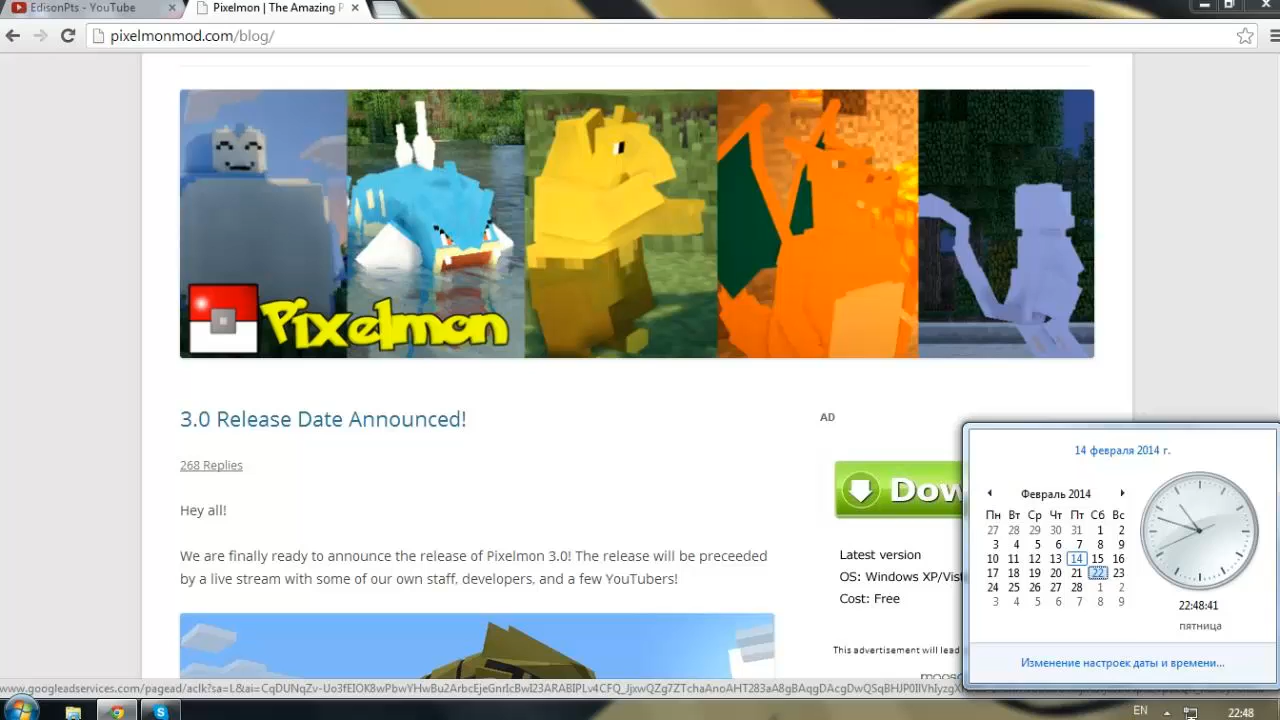 EdisonPts - YouTube
Pixelmon | The Amazing P
pixelmonmod.com/blog/
Pixelmon
3.0 Release Date Announced!
268 Replies
Hey all!
We are finally ready to announce the release of Pixelmon 3.0! The release will be preceeded
by a live stream with some of our own staff, developers, and a few YouTubers!
AD
Dow
Latest version
OS: Windows XP/Vist
Cost: Free
This advertisement will lead
14 февраля 2014 г.
Февраль 2014
Пн Вт Ср Чт Пт Сб Вс
27 28 29 30 31 1 2
3 4 5 6 7 8 9
10 11 12 13 14 15 16
17 18 19 20 21 22 23
24 25 26 27 28 1 2
3 4 5 6 7 8 9
22:48:41
пятница
Изменение настроек даты и времени...
EN
22:48